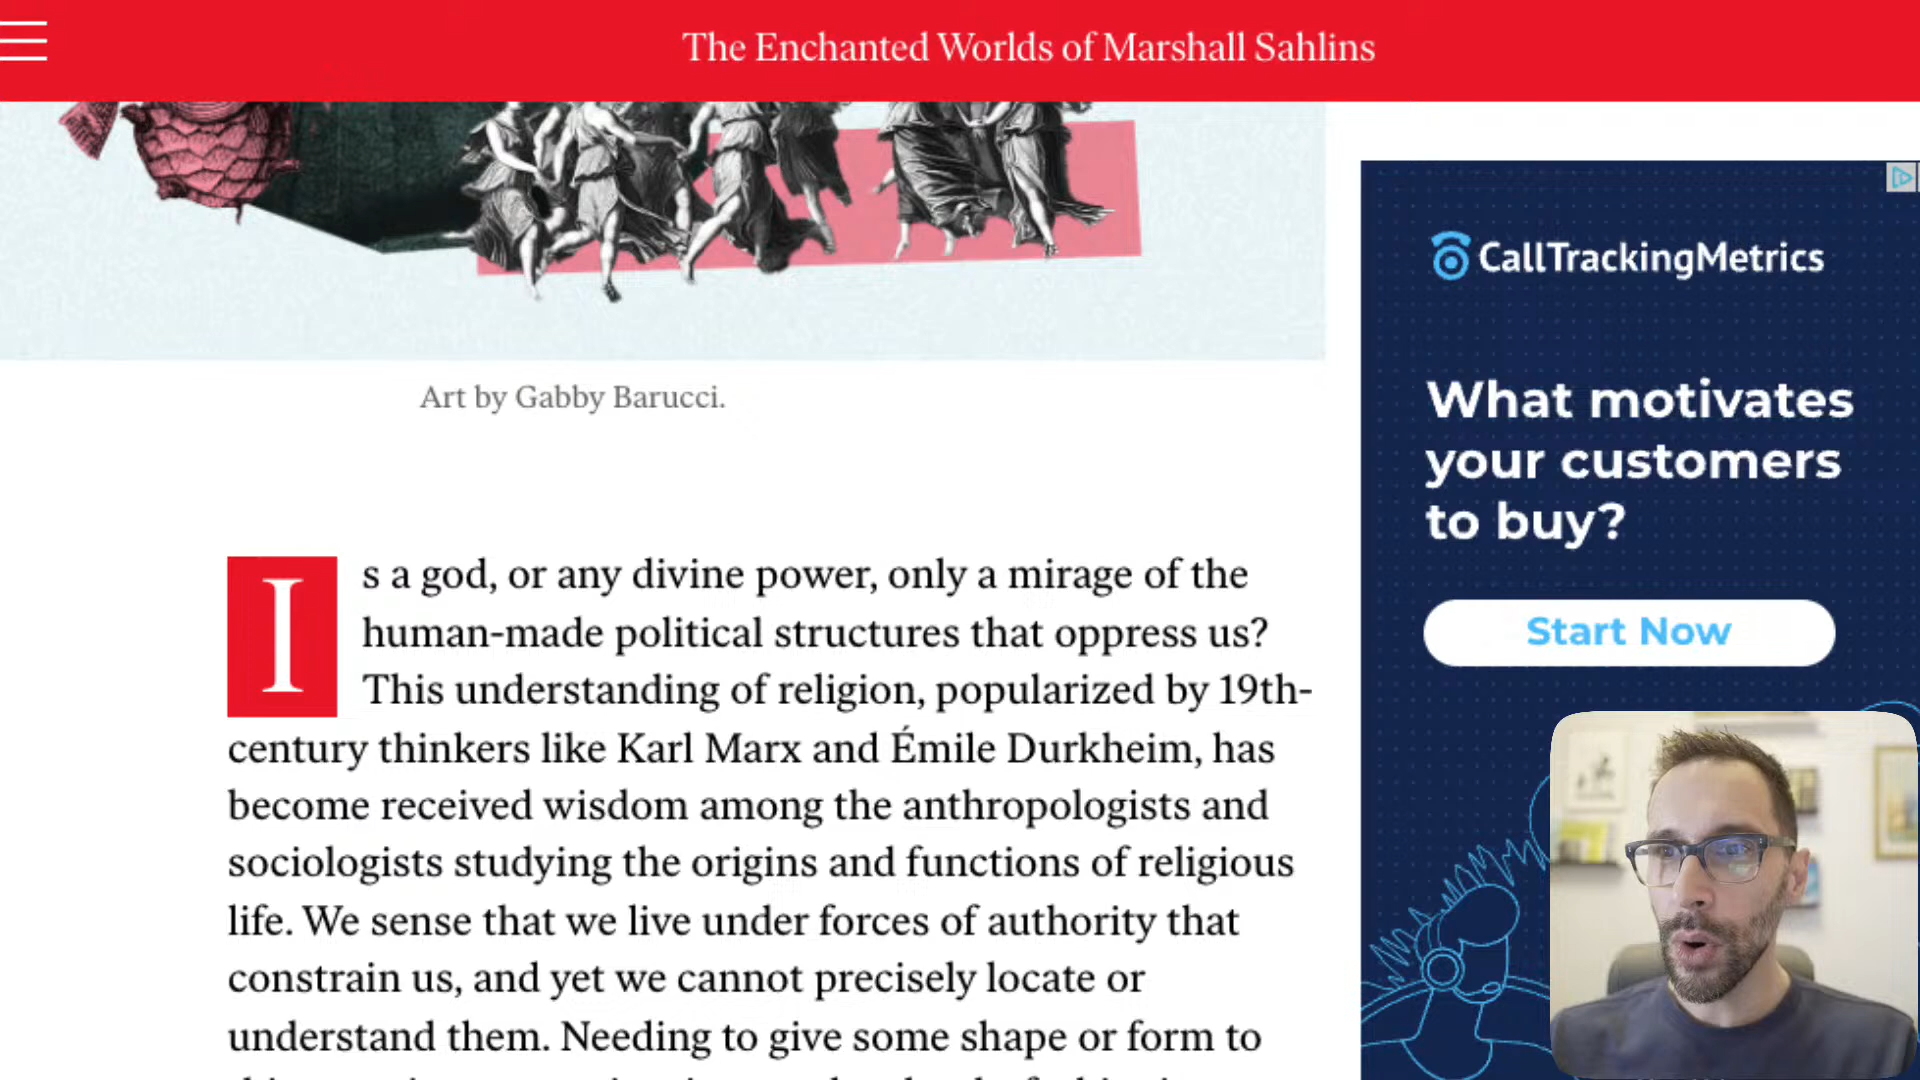 The Enchanted Worlds of Marshall Sahlins
CallTrackingMetrics
What motivates
your customers
to buy?
Start Now
Art by Gabby Barucci.
Is a god, or any divine power, only a mirage of the
human-made political structures that oppress us?
This understanding of religion, popularized by 19th-
century thinkers like Karl Marx and Émile Durkheim, has
become received wisdom among the anthropologists and
sociologists studying the origins and functions of religious
life. We sense that we live under forces of authority that
constrain us, and yet we cannot precisely locate or
understand them. Needing to give some shape or form to